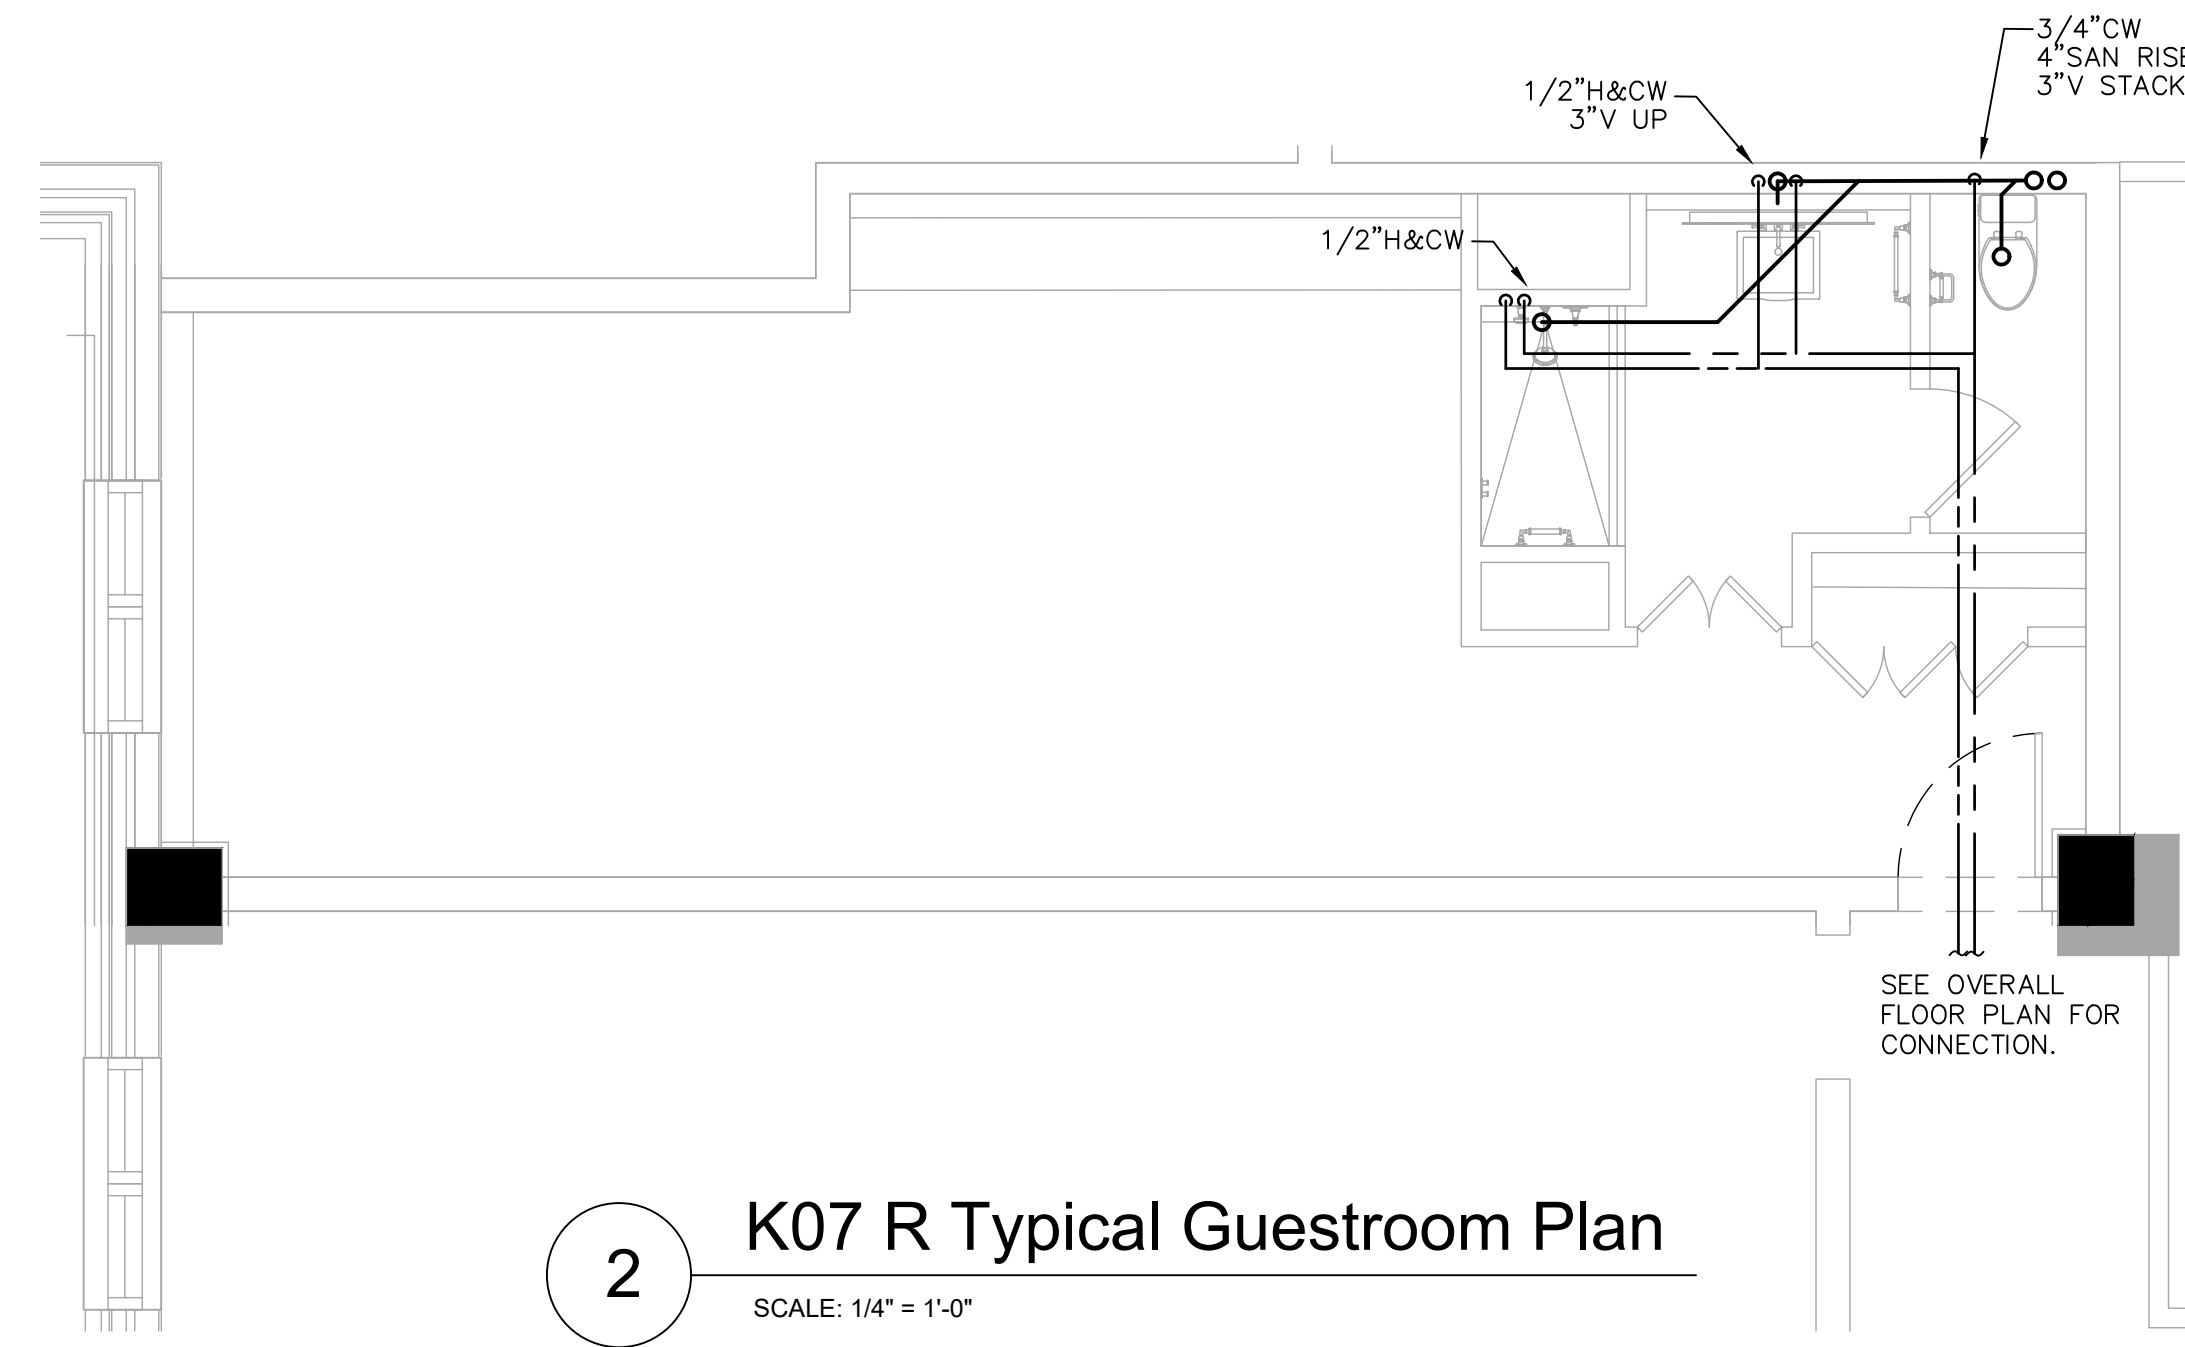 3/4"CW
4"SAN
3"V STACK
1/2"H&CW
3"V UP
1/2"H&CW
SEE OVERALL
FLOOR PLAN FOR
CONNECTION.
2
K07 R Typical Guestroom Plan
SCALE: 1/4" = 1'-0"